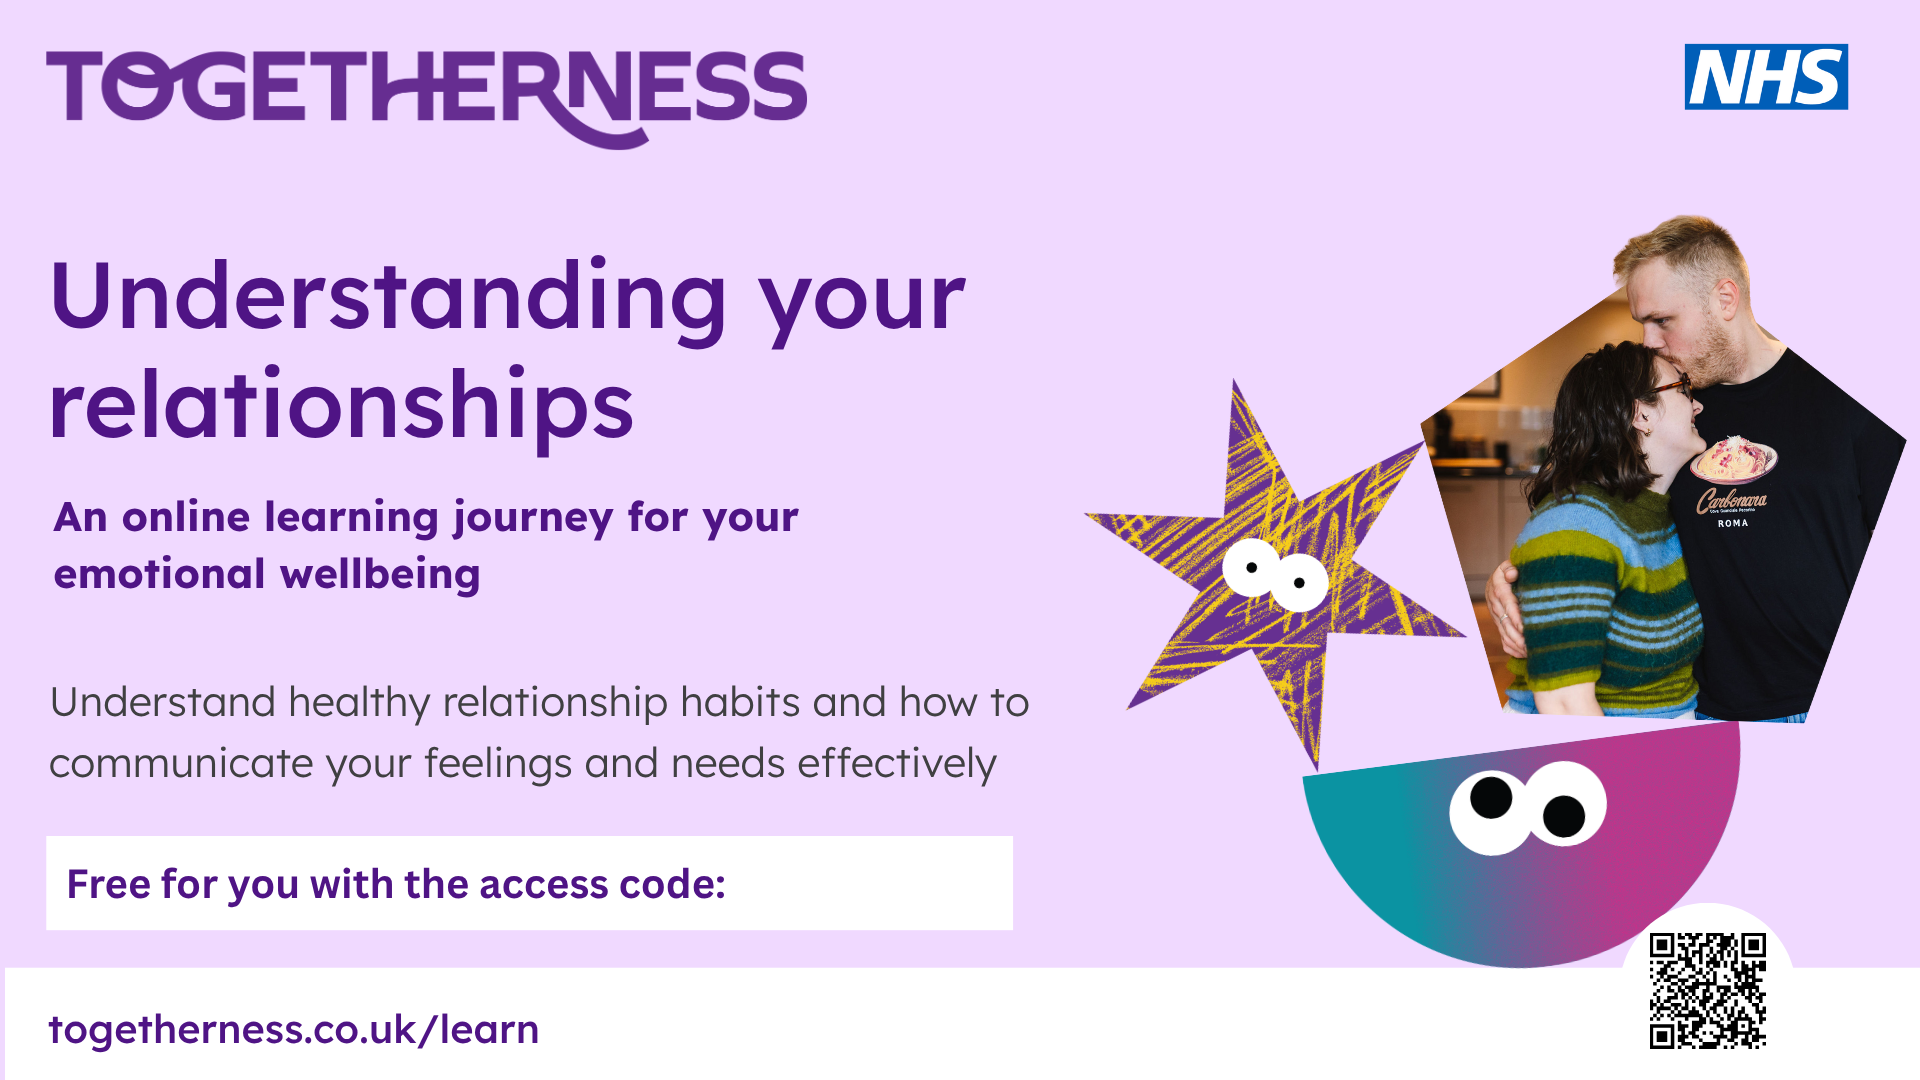 TOGETHERNESS
NHS
Understanding your
relationships
An online learning journey for your
emotional wellbeing
Understand healthy relationship habits and how to
communicate your feelings and needs effectively
Free for you with the access code:
togetherness.co.uk/learn
Carbonara
ROMA